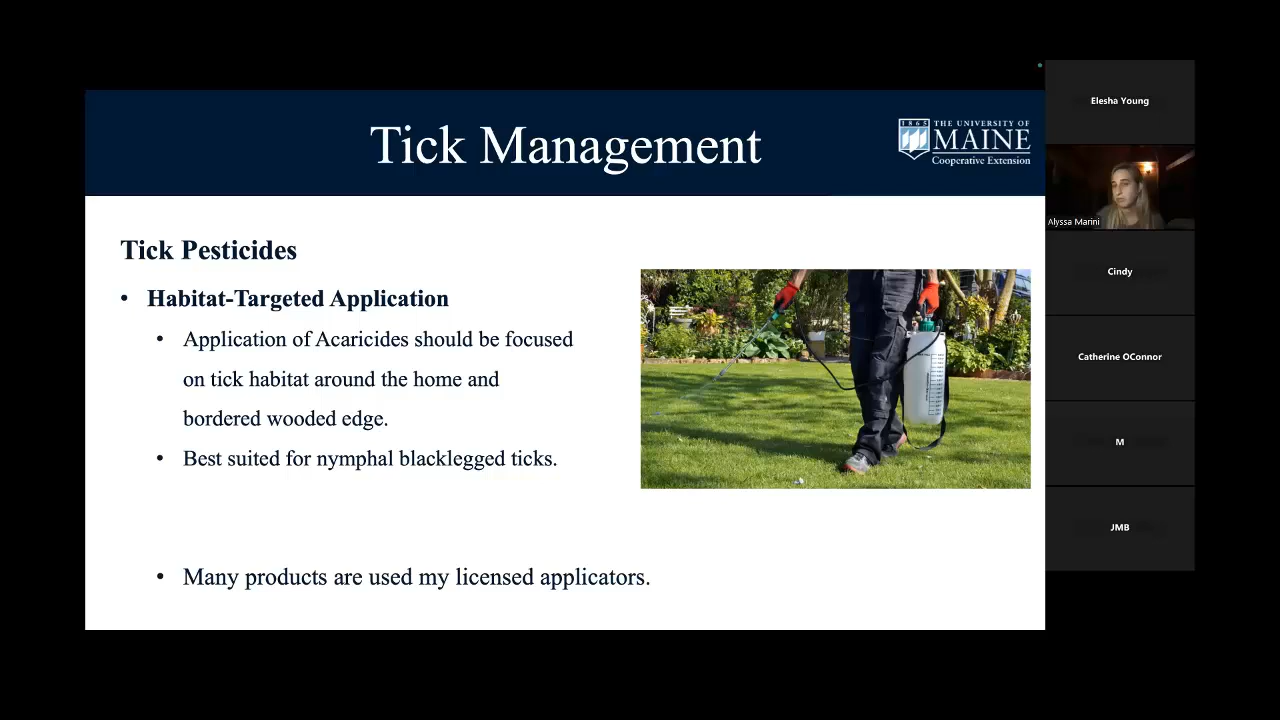 Tick Management
1865 THE UNIVERSITY OF
MAINE
Cooperative Extension
Tick Pesticides
• Habitat-Targeted Application
• Application of Acaricides should be focused
on tick habitat around the home and
bordered wooded edge.
• Best suited for nymphal blacklegged ticks.
• Many products are used my licensed applicators.
Elesha Young
Alyssa Marini
Cindy
Catherine OConnor
M
JMB